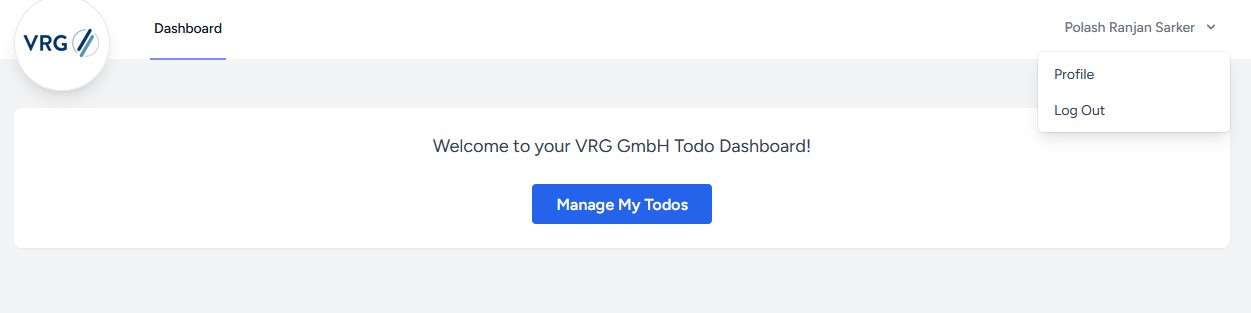 VRG
Dashboard
Polash Ranjan Sarker
Profile
Log Out
Welcome to your VRG GmbH Todo Dashboard!
Manage My Todos